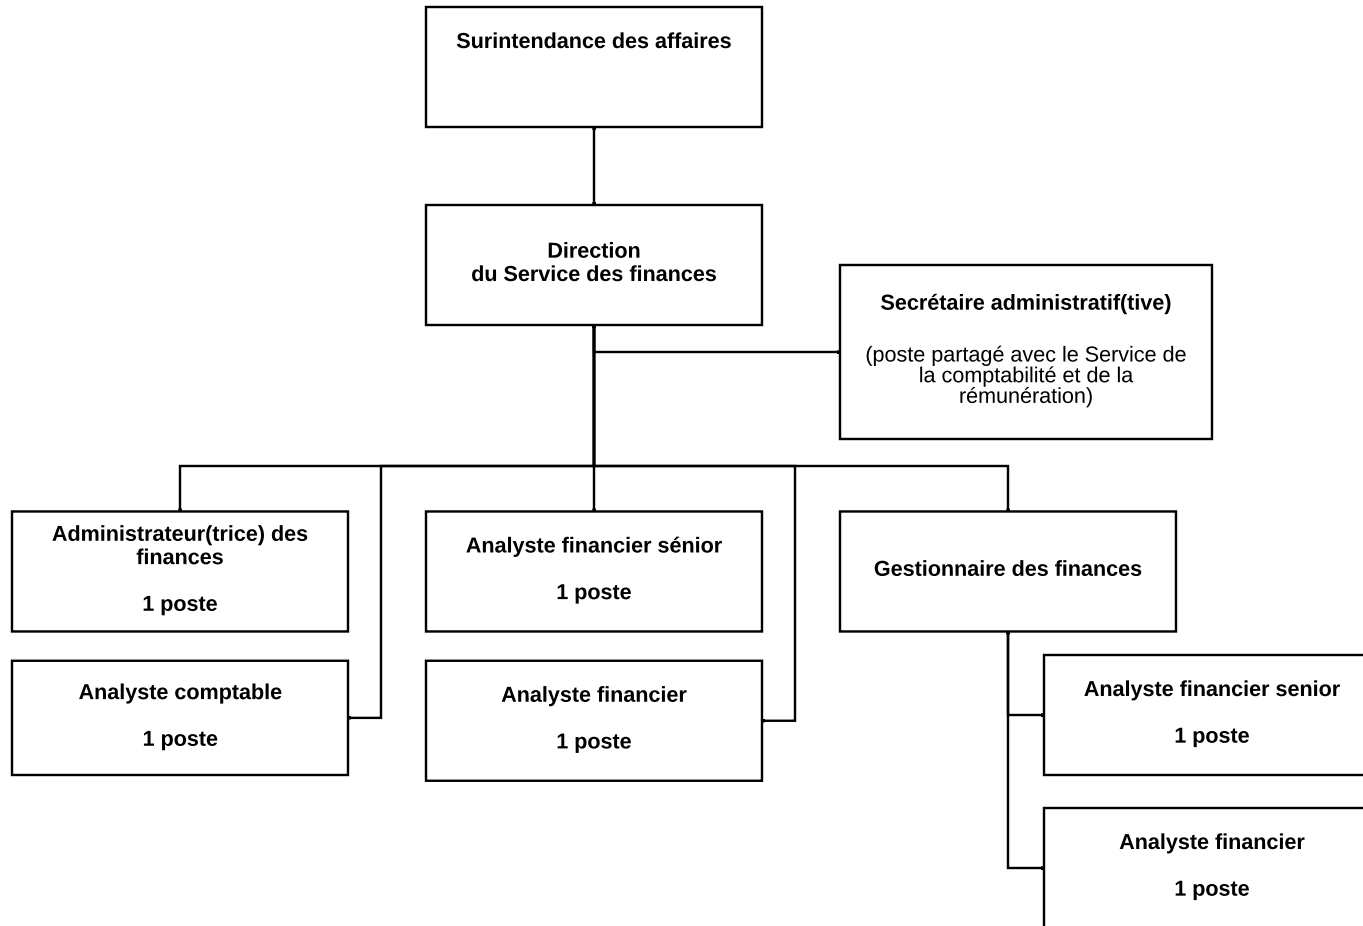 Surintendance des affaires
Direction
du Service des finances
Secrétaire administratif(tive)
(poste partagé avec le Service de
la comptabilité et de la
rémunération)
Administrateur(trice) des
finances
1 poste
Analyste financier sénior
1 poste
Gestionnaire des finances
Analyste comptable
1 poste
Analyste financier
1 poste
Analyste financier senior
1 poste
Analyste financier
1 poste